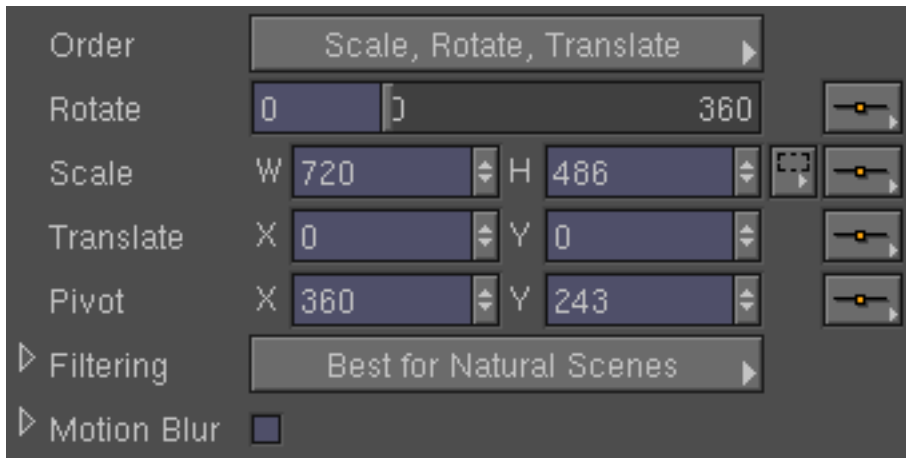 Order Scale, Rotate, Translate
Rotate 0 0 360
Scale W 720 H 486
Translate X 0 Y 0
Pivot X 360 Y 243
Filtering Best for Natural Scenes
Motion Blur